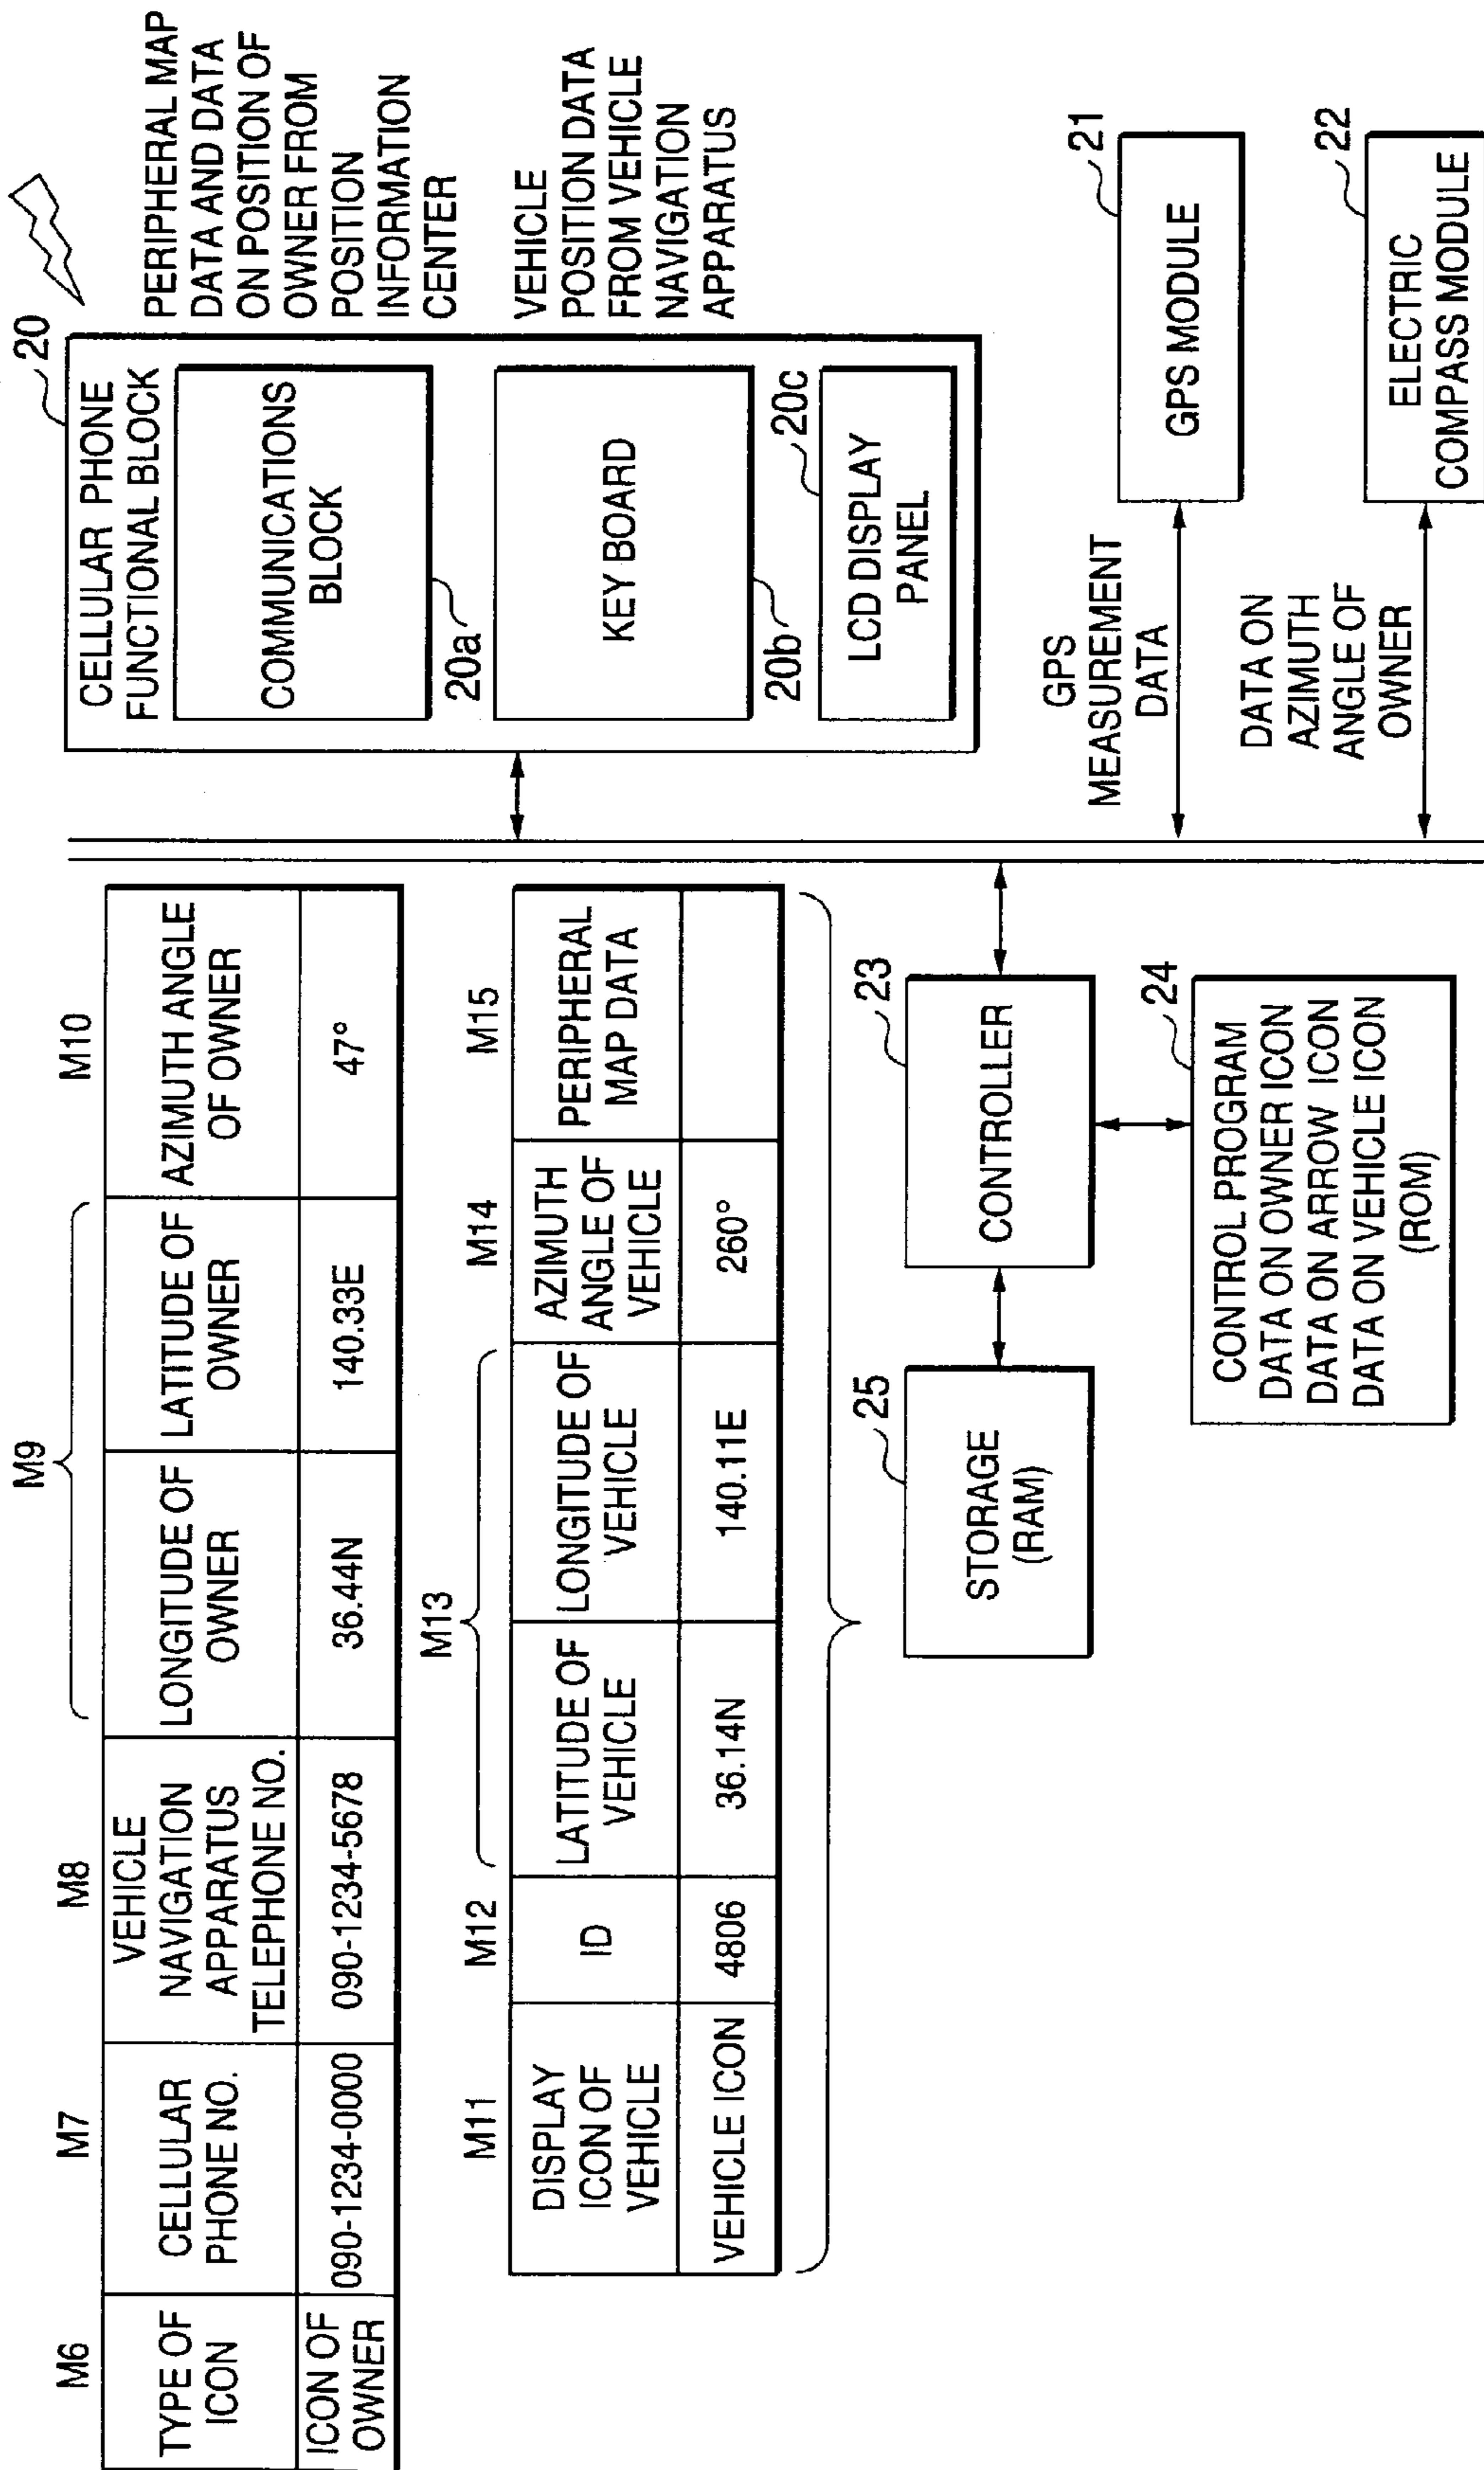 M6
M7
M8
M9
M10
TYPE OF
ICON
CELLULAR
PHONE NO.
VEHICLE
NAVIGATION
APPARATUS
TELEPHONE NO.
LONGITUDE OF
OWNER
LATITUDE OF
OWNER
AZIMUTH ANGLE
OF OWNER
ICON OF
OWNER
090-1234-0000
090-1234-5678
36.44N
140.33E
47°
M11
M12
M13
M14
M15
DISPLAY
ICON OF
VEHICLE
ID
LATITUDE OF
VEHICLE
LONGITUDE OF
VEHICLE
AZIMUTH
ANGLE OF
VEHICLE
PERIPHERAL
MAP DATA
VEHICLE ICON
4806
36.14N
140.11E
260°
25
STORAGE
(RAM)
23
CONTROLLER
24
CONTROL PROGRAM
DATA ON OWNER ICON
DATA ON ARROW ICON
DATA ON VEHICLE ICON
(ROM)
20
CELLULAR PHONE
FUNCTIONAL BLOCK
COMMUNICATIONS
BLOCK
20a
KEY BOARD
20b
20c
LCD DISPLAY
PANEL
PERIPHERAL MAP
DATA AND DATA
ON POSITION OF
OWNER FROM
POSITION
INFORMATION
CENTER
VEHICLE
POSITION DATA
FROM VEHICLE
NAVIGATION
APPARATUS
GPS
MEASUREMENT
DATA
21
GPS MODULE
DATA ON
AZIMUTH
ANGLE OF
OWNER
22
ELECTRIC
COMPASS MODULE